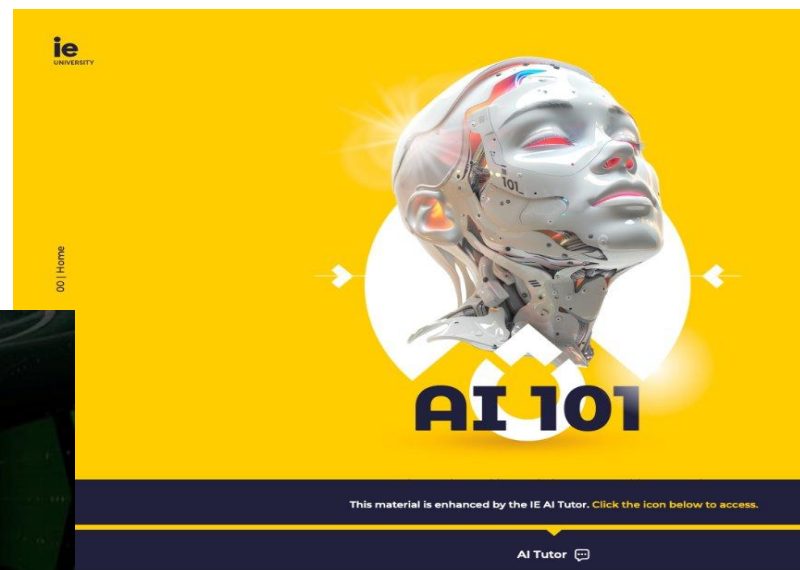 ie
UNIVERSITY
00 | Home
101
AI 101
This material is enhanced by the IE AI Tutor. Click the icon below to access.
AI Tutor